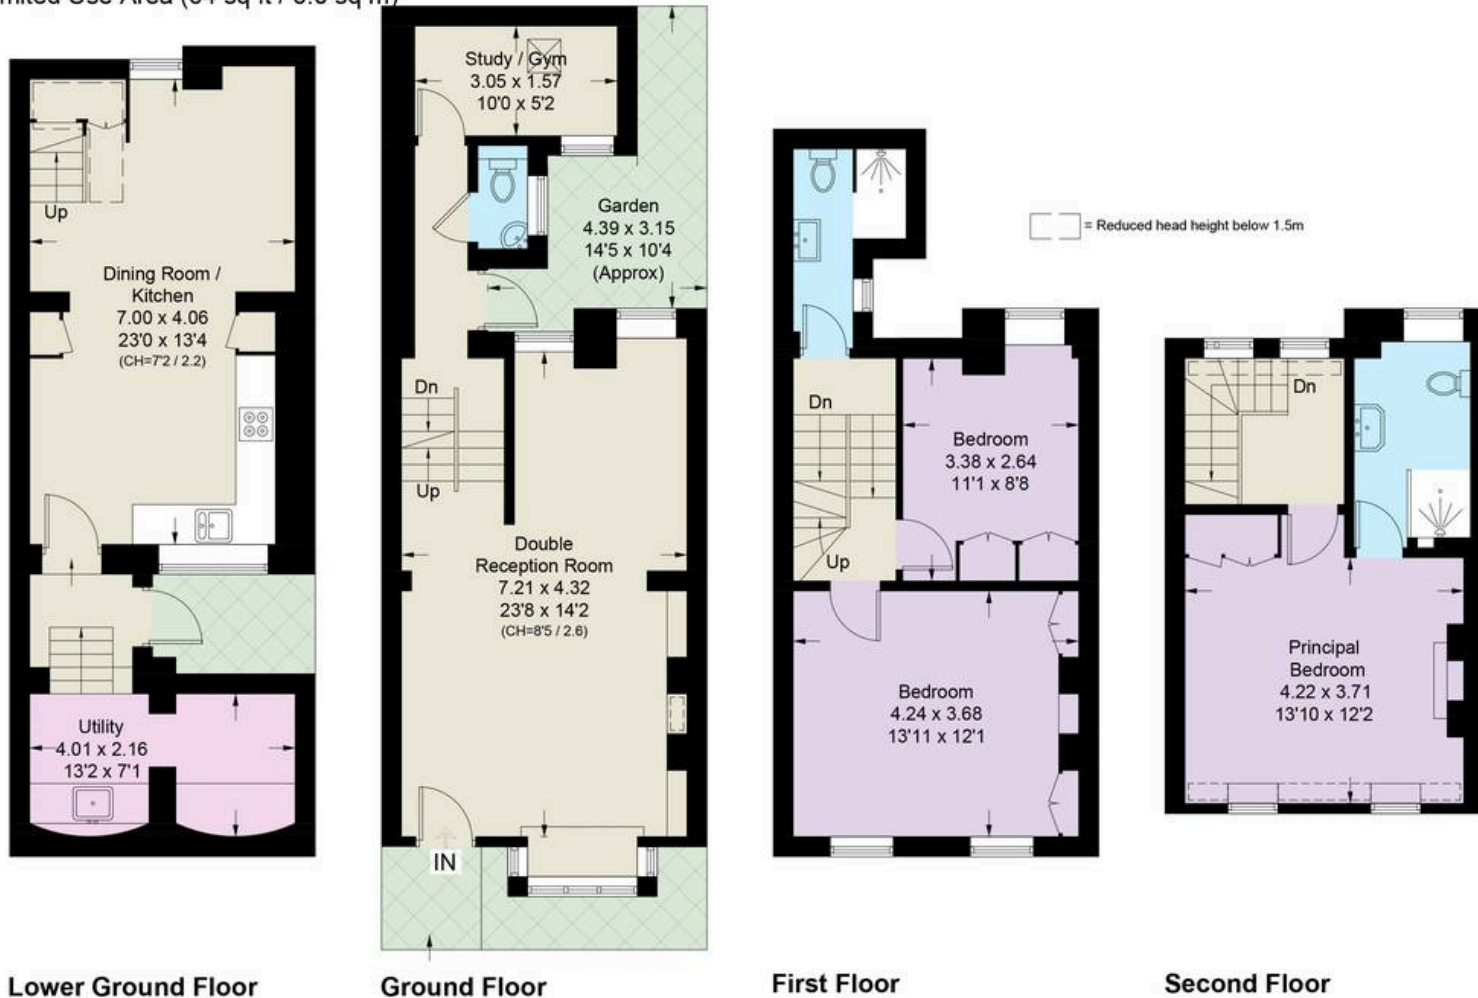 Use Area
Study / Gym
3.05 x 1.57
10'0 x 5'2
Up
Dining Room /
Kitchen
7.00 x 4.06
23'0 x 13'4
(CH=7'2 / 2.2)
Utility
4.01 x 2.16
13'2 x 7'1
Garden
4.39 x 3.15
14'5 x 10'4
(Approx)
Dn
Up
Double
Reception Room
7.21 x 4.32
23'8 x 14'2
(CH=8'5 / 2.6)
IN
= Reduced head height below 1.5m
Dn
Up
Bedroom
3.38 x 2.64
11'1 x 8'8
Bedroom
4.24 x 3.68
13'11 x 12'1
Dn
Principal
Bedroom
4.22 x 3.71
13'10 x 12'2
Lower Ground Floor
Ground Floor
First Floor
Second Floor